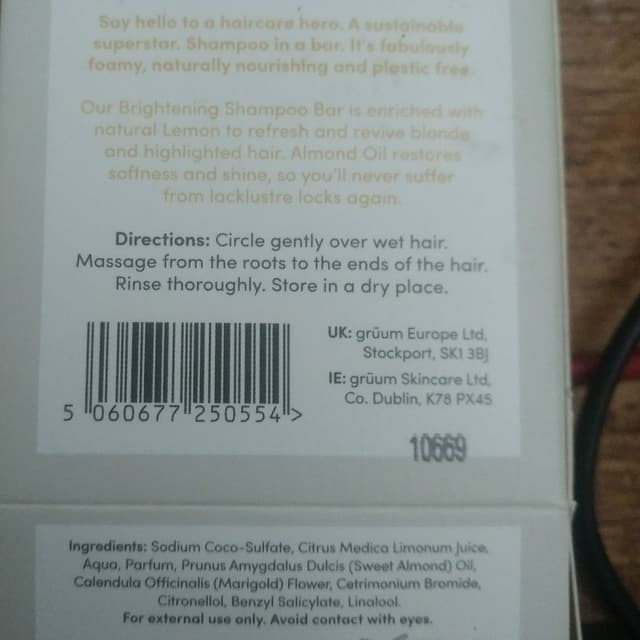 Say hello to a haircare hero. A sustainable
superstar. Shampoo in a bar. It's fabulously
foamy, naturally nourishing and plastic free.
Our Brightening Shampoo Bar is enriched with
natural Lemon to refresh and revive blonde
and highlighted hair. Almond Oil restores
softness and shine, so you'll never suffer
from lacklustre locks again.
Directions: Circle gently over wet hair.
Massage from the roots to the ends of the hair.
Rinse thoroughly. Store in a dry place.
UK: grüum Europe Ltd,
Stockport, SK1 3BJ
IE: grüum Skincare Ltd,
Co. Dublin, K78 PX45
5 060677 250554 >
10669
Ingredients: Sodium Coco-Sulfate, Citrus Medica Limonum Juice,
Aqua, Parfum, Prunus Amygdalus Dulcis (Sweet Almond) Oil,
Calendula Officinalis (Marigold) Flower, Cetrimonium Bromide,
Citronellol, Benzyl Salicylate, Linalool.
For external use only. Avoid contact with eyes.